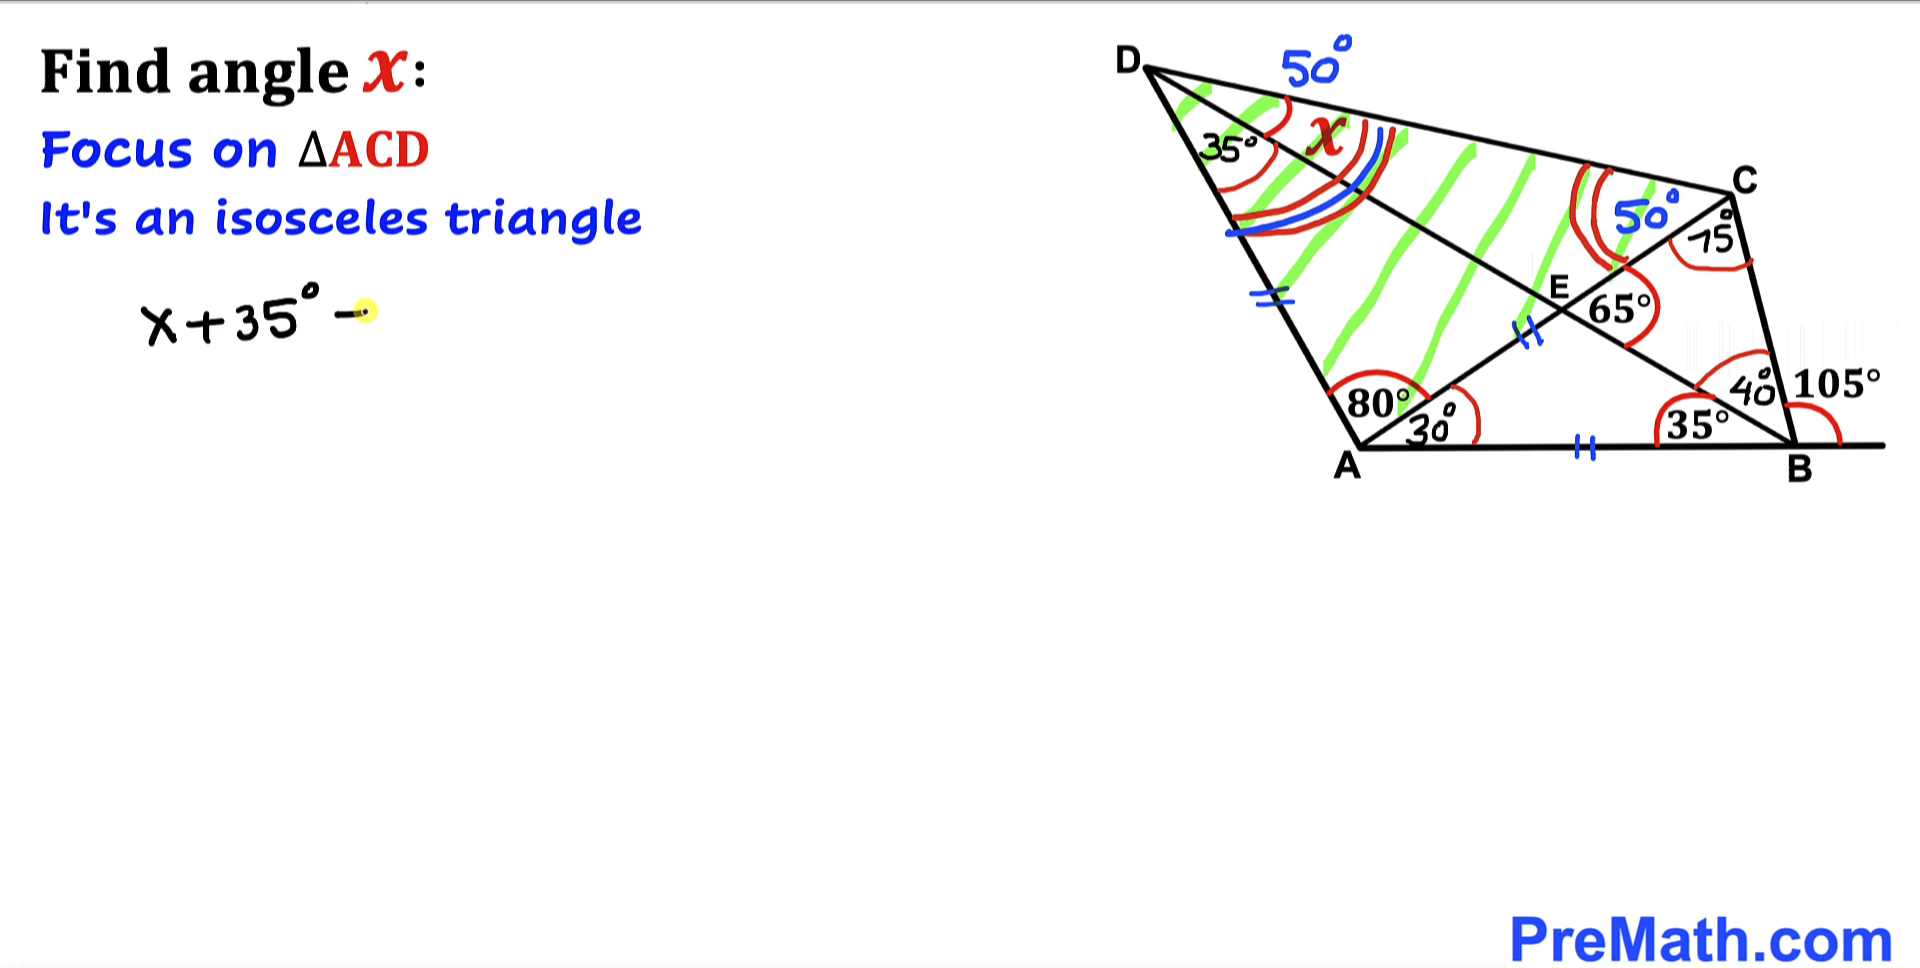 Find angle x:
Focus on ΔACD
It's an isosceles triangle
x+35° -
D
50°
35°
x
C
50°
75°
E
65°
80°
30°
40°
105°
35°
A
B
PreMath.com